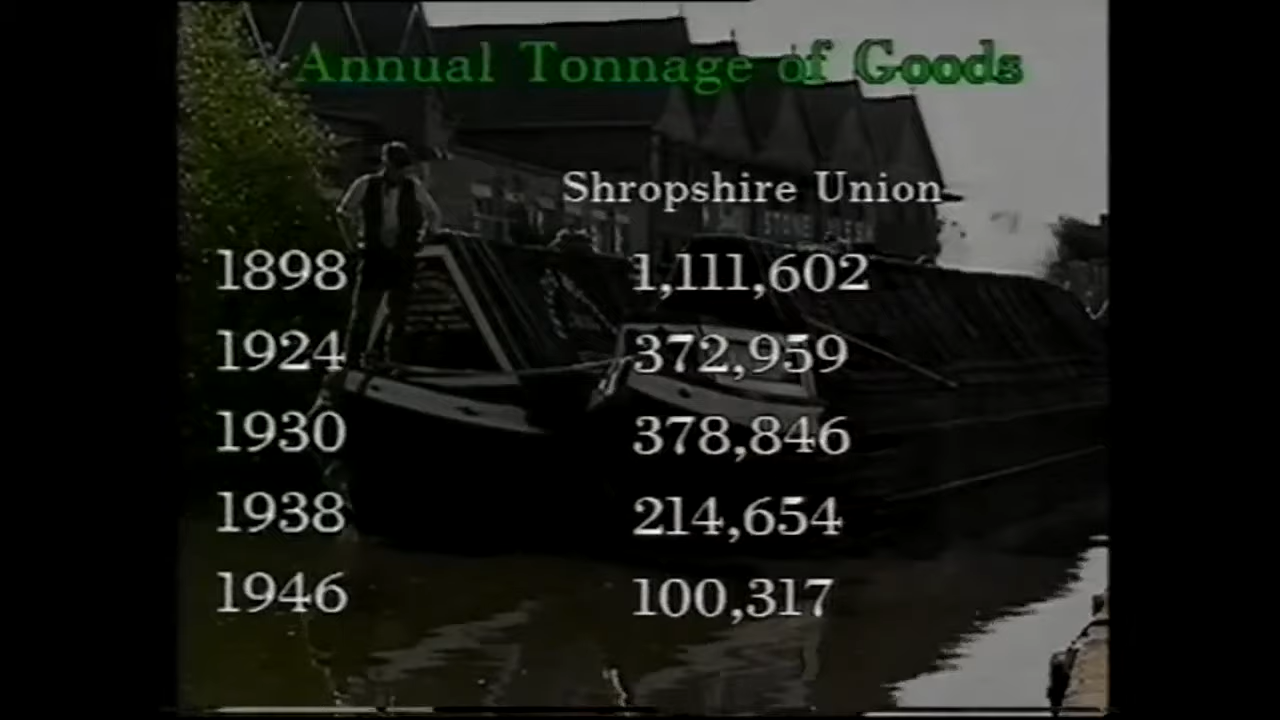 Annual Tonnage of Goods
Shropshire Union
1898 1,111,602
1924 372,959
1930 378,846
1938 214,654
1946 100,317